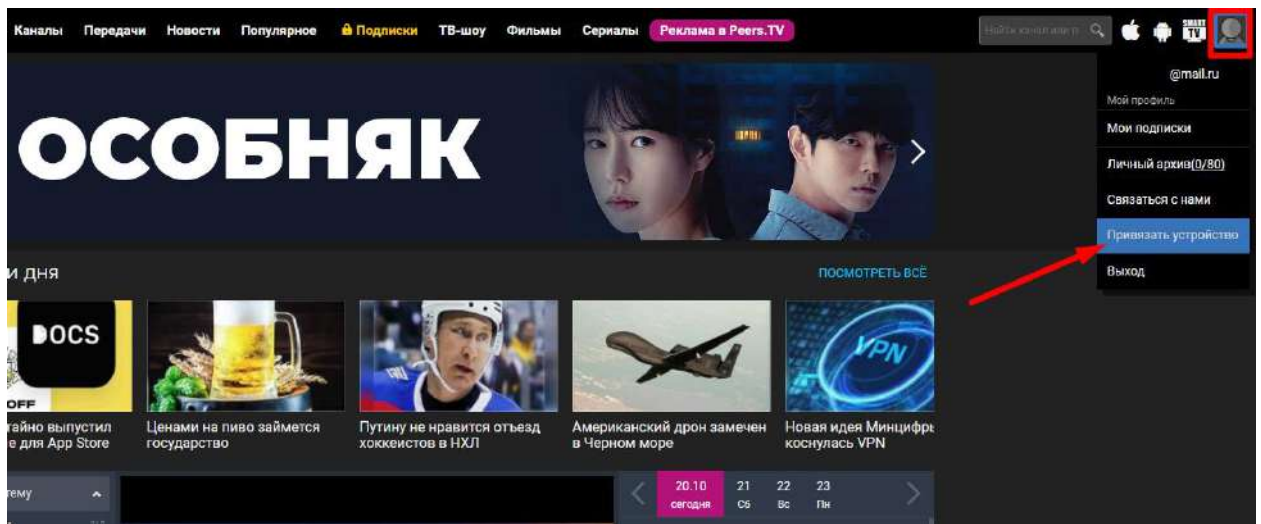 Каналы Передачи Новости Популярное Подписки ТВ-шоу Фильмы Сериалы Реклама в Peers.TV
SMART
TV
@mail.ru
Мой профиль
Мои подписки
Личный архив(0/80)
Связаться с нами
Привязать устройство
Выход
ОСОБНЯК
и дня
ПОСМОТРЕТЬ ВСЁ
DOCS
OFF
VPN
тайно выпустил
е для App Store
Ценами на пиво займется
государство
Путину не нравится отъезд
хоккеистов в НХЛ
Американский дрон замечен
в Черном море
Новая идея Минцифры
коснулась VPN
тему
20.10 21 22 23
сегодня Сб Вс Пн